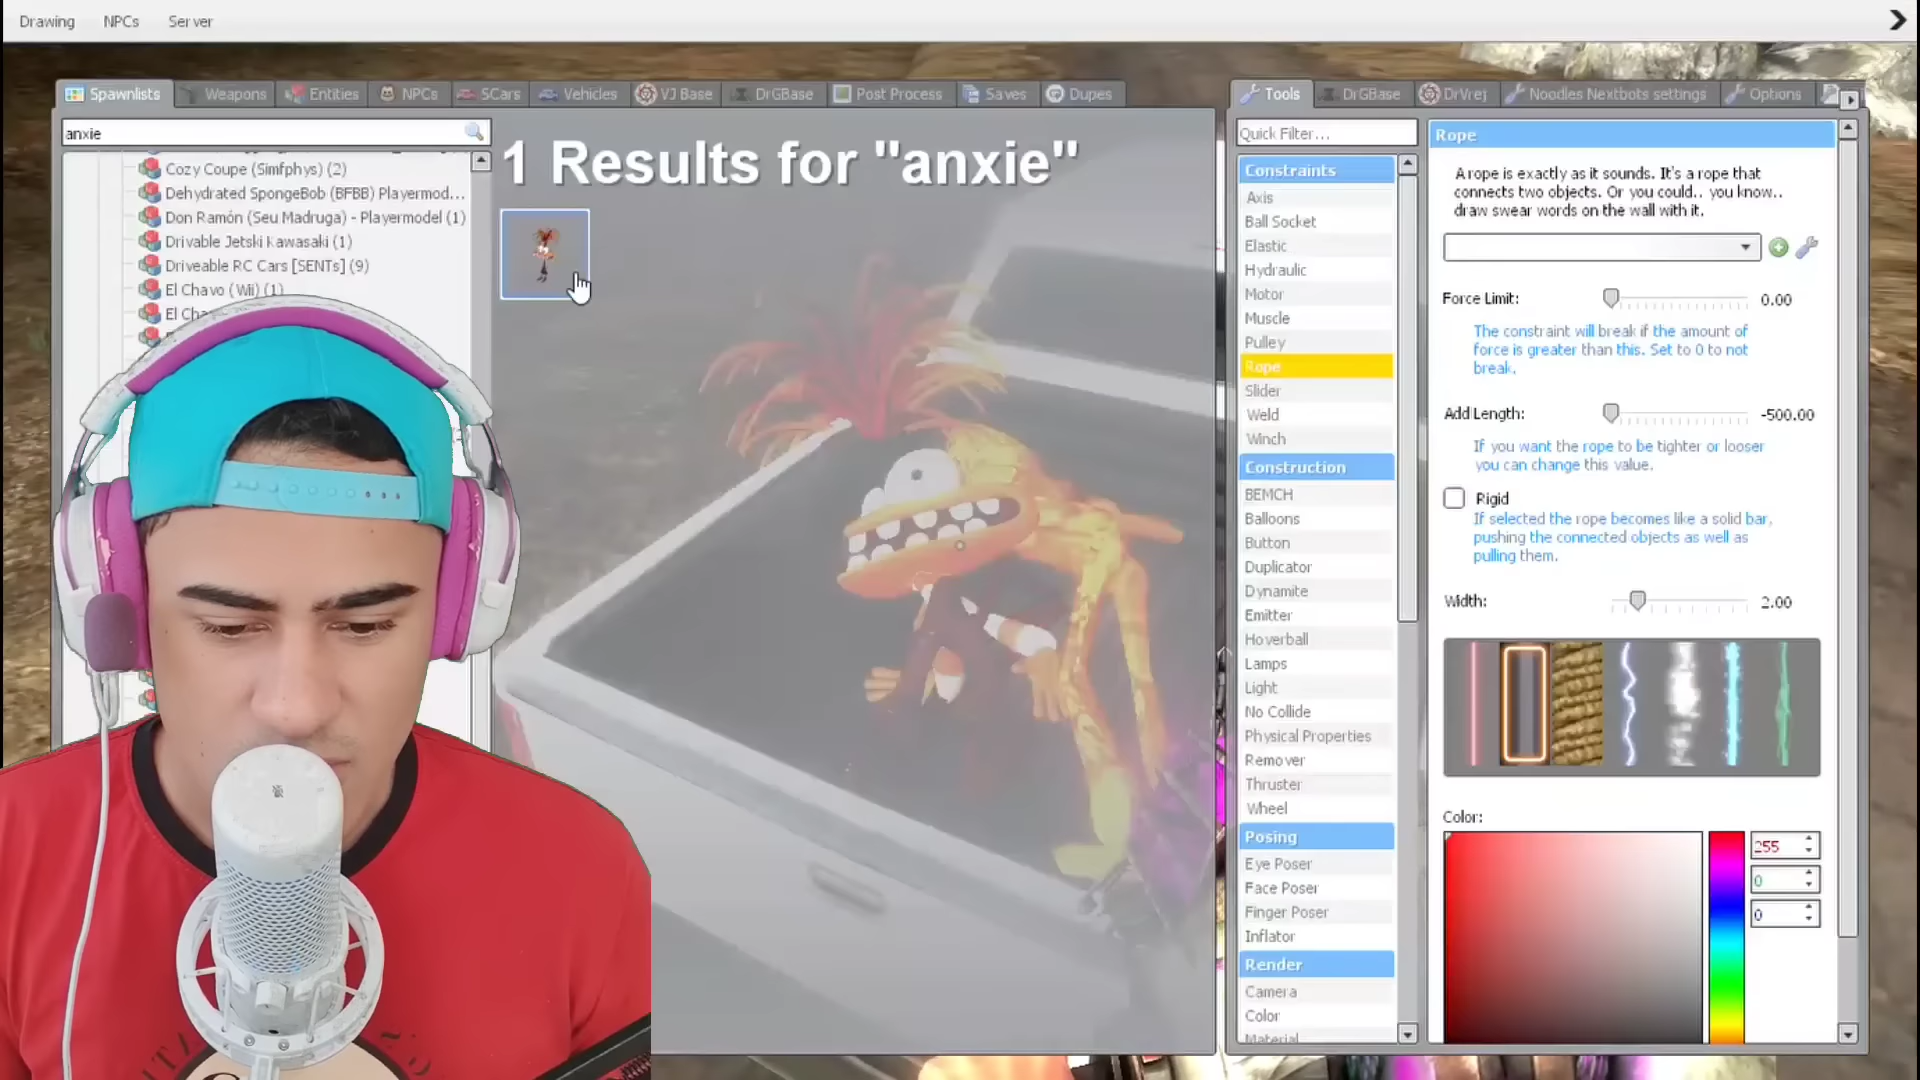 Drawing NPCs Server
Spawnlists Weapons Entities NPCs SCars Vehicles VJ Base DrGBase Post Process Saves Dupes
anxie
Cozy Coupe (Simfphys) (2)
Dehydrated SpongeBob (BFBB) Playermod...
Don Ramón (Seu Madruga) - Playermodel (1)
Drivable Jetski Kawasaki (1)
Driveable RC Cars [SENTs] (9)
El Chavo (Wii) (1)
1 Results for "anxie"
Tools DrGBase DrVrej Noodles Nextbots settings Options
Quick Filter...
Constraints
Axis
Ball Socket
Elastic
Hydraulic
Motor
Muscle
Pulley
Rope
Slider
Weld
Winch
Construction
BEMCH
Balloons
Button
Duplicator
Dynamite
Emitter
Hoverball
Lamps
Light
No Collide
Physical Properties
Remover
Thruster
Wheel
Posing
Eye Poser
Face Poser
Finger Poser
Inflator
Render
Camera
Color
Material
Rope
A rope is exactly as it sounds. It's a rope that
connects two objects. Or you could.. you know..
draw swear words on the wall with it.
Force Limit: 0.00
The constraint will break if the amount of
force is greater than this. Set to 0 to not
break.
Add Length: -500.00
If you want the rope to be tighter or looser
you can change this value.
Rigid
If selected the rope becomes like a solid bar,
pushing the connected objects as well as
pulling them.
Width: 2.00
Color:
255
0
0